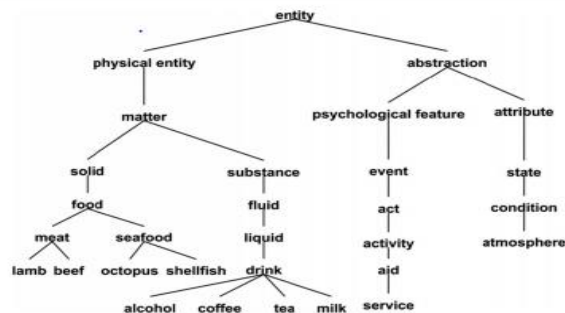 entity
physical entity abstraction
matter psychological feature attribute
solid substance event state
food fluid act condition
meat seafood liquid activity atmosphere
lamb beef octopus shellfish drink aid
alcohol coffee tea milk service